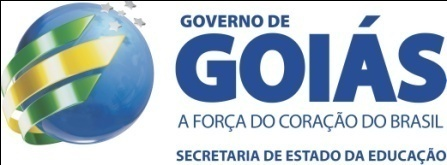 GOVERNO DE
GOIÁS
A FORÇA DO CORAÇÃO DO BRASIL
SECRETARIA DE ESTADO DA EDUCAÇÃO